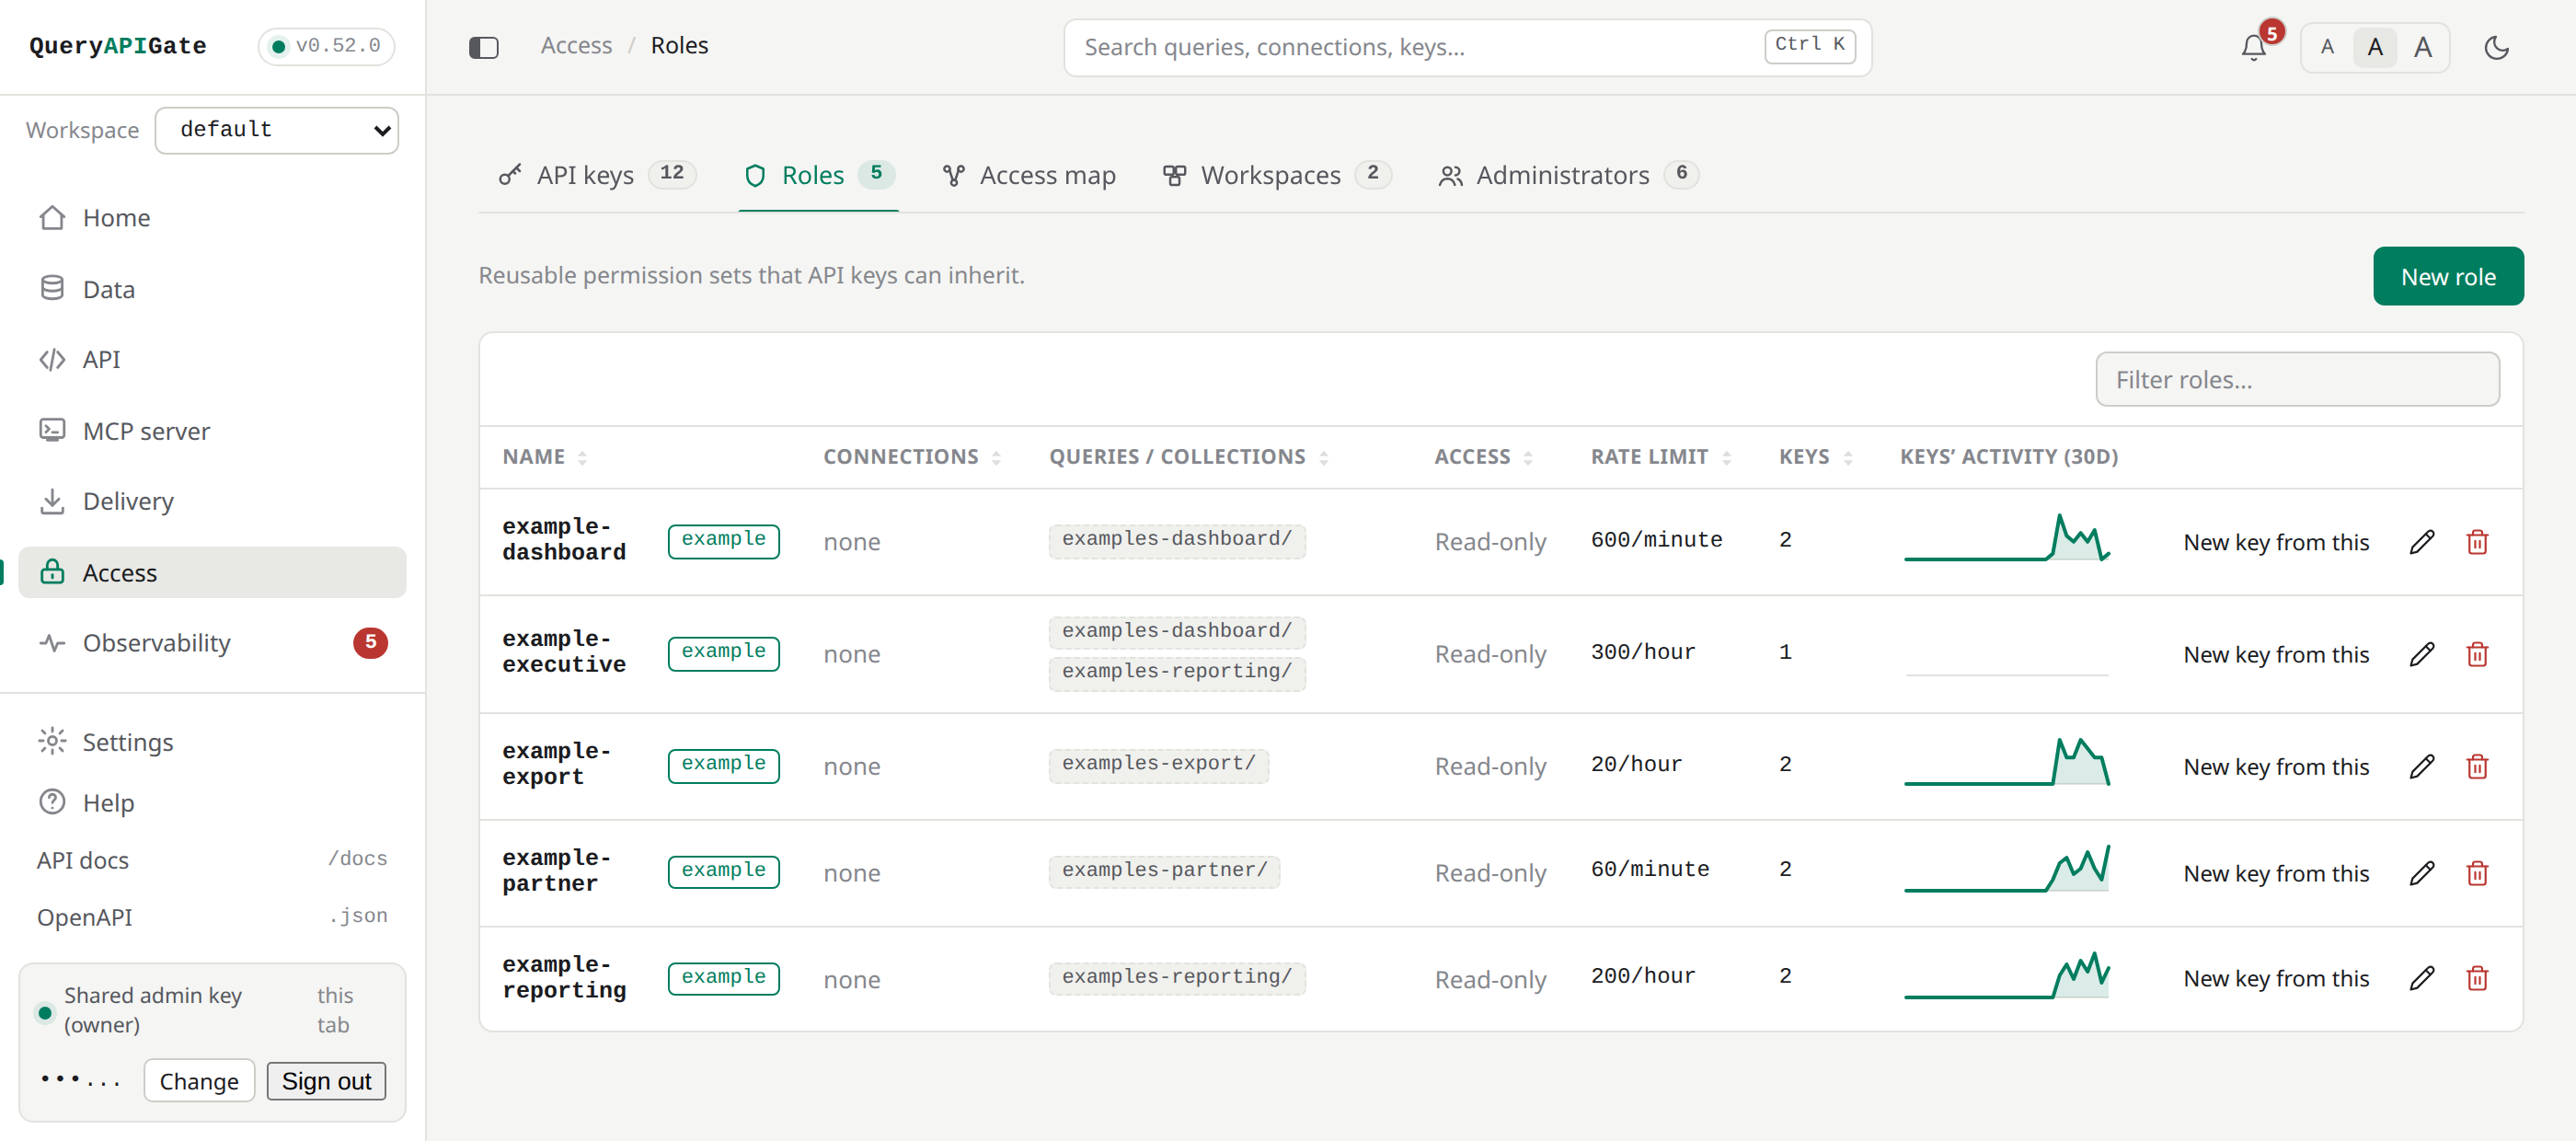 QueryAPIGate v0.52.0
Access / Roles
Search queries, connections, keys... Ctrl K
5
A A A
Workspace default
Home
Data
API
MCP server
Delivery
Access
Observability 5
Settings
Help
API docs /docs
OpenAPI .json
Shared admin key (owner) this tab
•••... Change Sign out
API keys 12 Roles 5 Access map Workspaces 2 Administrators 6
Reusable permission sets that API keys can inherit. New role
Filter roles...
NAME CONNECTIONS QUERIES / COLLECTIONS ACCESS RATE LIMIT KEYS KEYS’ ACTIVITY (30D)
example-dashboard example none examples-dashboard/ Read-only 600/minute 2 New key from this
example-executive example none examples-dashboard/ examples-reporting/ Read-only 300/hour 1 New key from this
example-export example none examples-export/ Read-only 20/hour 2 New key from this
example-partner example none examples-partner/ Read-only 60/minute 2 New key from this
example-reporting example none examples-reporting/ Read-only 200/hour 2 New key from this